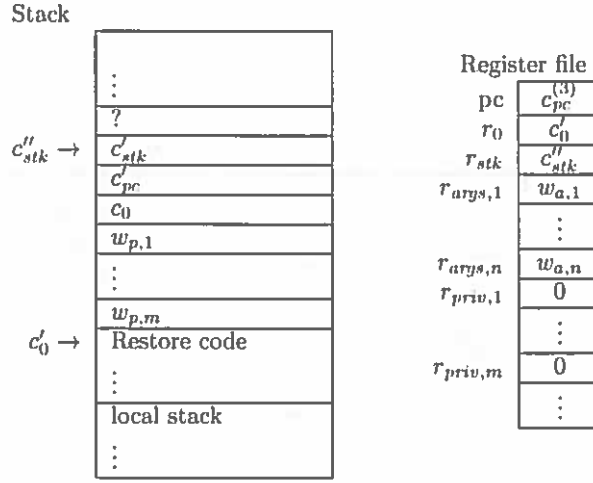 Stack
⋮
?
c''_stk → c'_stk
c'_pc
c_0
w_p,1
⋮
w_p,m
c'_0 → Restore code
⋮
local stack
⋮
Register file
pc c_pc^(3)
r_0 c'_0
r_stk c''_stk
r_args,1 w_a,1
⋮
r_args,n w_a,n
r_priv,1 0
⋮
r_priv,m 0
⋮